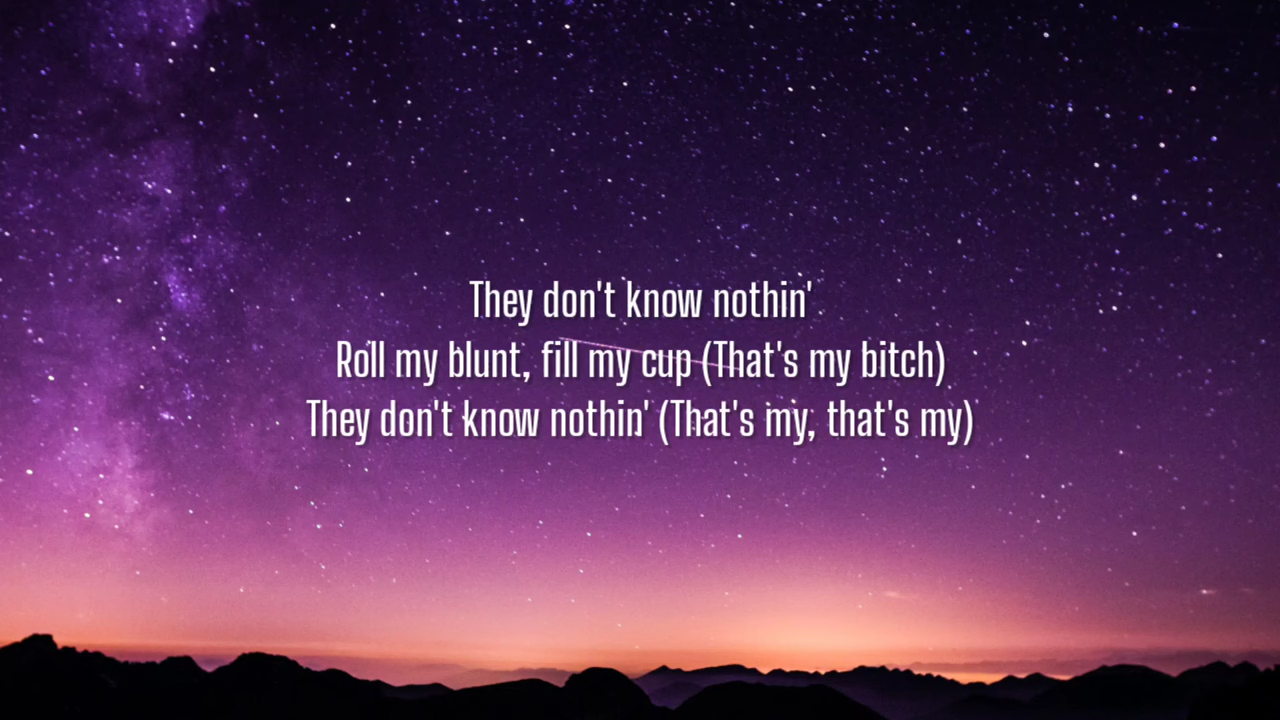 They don't know nothin'
Roll my blunt, fill my cup (That's my bitch)
They don't know nothin' (That's my, that's my)